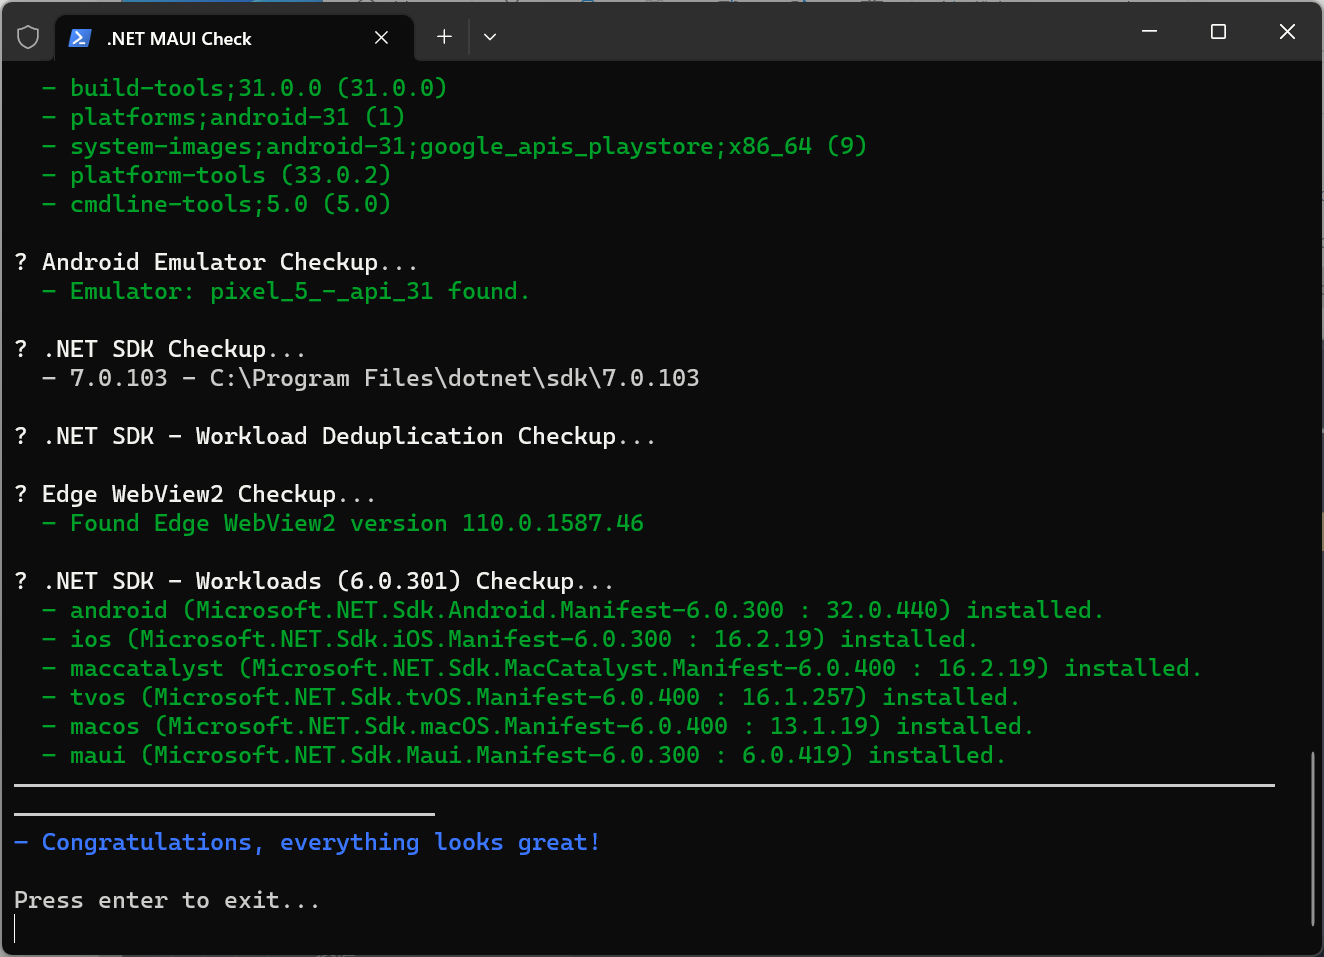 .NET MAUI Check
- build-tools;31.0.0 (31.0.0)
- platforms;android-31 (1)
- system-images;android-31;google_apis_playstore;x86_64 (9)
- platform-tools (33.0.2)
- cmdline-tools;5.0 (5.0)
? Android Emulator Checkup...
- Emulator: pixel_5_-_api_31 found.
? .NET SDK Checkup...
- 7.0.103 - C:\Program Files\dotnet\sdk\7.0.103
? .NET SDK - Workload Deduplication Checkup...
? Edge WebView2 Checkup...
- Found Edge WebView2 version 110.0.1587.46
? .NET SDK - Workloads (6.0.301) Checkup...
- android (Microsoft.NET.Sdk.Android.Manifest-6.0.300 : 32.0.440) installed.
- ios (Microsoft.NET.Sdk.iOS.Manifest-6.0.300 : 16.2.19) installed.
- maccatalyst (Microsoft.NET.Sdk.MacCatalyst.Manifest-6.0.400 : 16.2.19) installed.
- tvos (Microsoft.NET.Sdk.tvOS.Manifest-6.0.400 : 16.1.257) installed.
- macos (Microsoft.NET.Sdk.macOS.Manifest-6.0.400 : 13.1.19) installed.
- maui (Microsoft.NET.Sdk.Maui.Manifest-6.0.300 : 6.0.419) installed.
- Congratulations, everything looks great!
Press enter to exit...